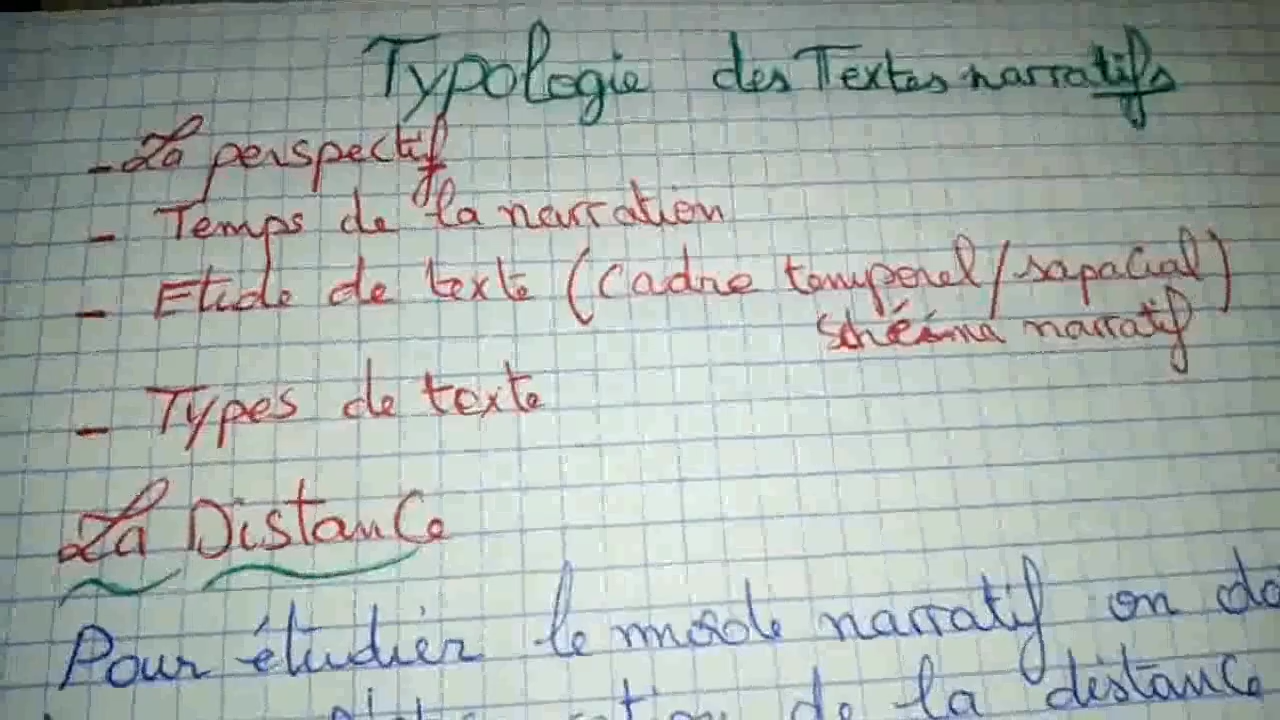 Typologie des Textes narratifs
- La perspectif
- Temps de la narration
- Etude de texte (cadre temporel/sapacial)
schéma narratif
- Types de texte
La Distance
Pour étudier le mode narratif on
de la distance